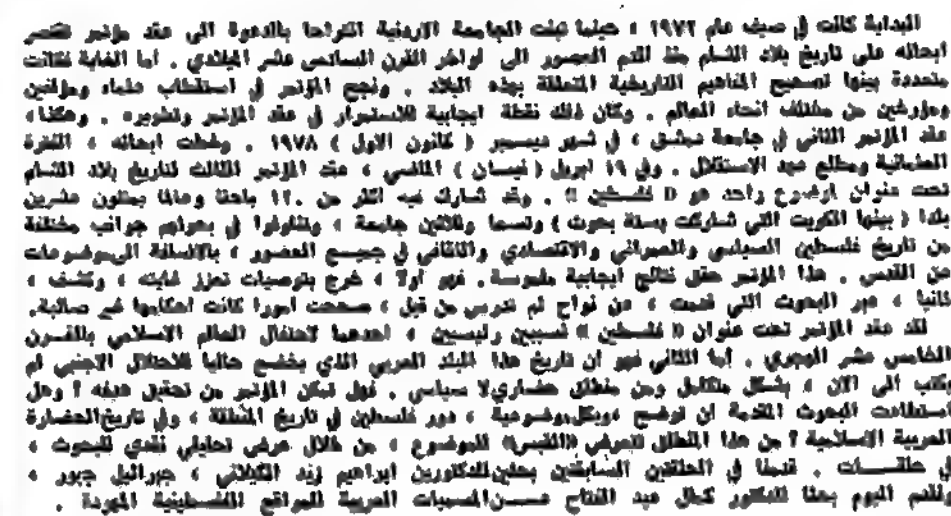 البداية كانت في صيف عام ١٩٧٢ ، حينما تبنت الجامعة الاردنية اقتراحا بالدعوة الى عقد مؤتمر تقتصر
ابحاثه على تاريخ بلاد الشام منذ اقدم العصور الى اواخر القرن السادس عشر الميلادي . أما الغاية فكانت
متعددة بينها تصحيح المفاهيم التاريخية المتعلقة بهذه البلاد . ونجح المؤتمر في استقطاب علماء ومؤلفين
ومؤرخين من مختلف انحاء العالم . وكان ذلك نقطة ايجابية للاستمرار في عقد المؤتمر وتطويره . وهكذا ،
عقد المؤتمر الثاني في جامعة دمشق ، في شهر ديسمبر ( كانون الاول ) ١٩٧٨ . وغطت ابحاثه ، الفترة
العثمانية ومطلع عهد الاستقلال . وفي ١٩ ابريل ( نيسان ) الماضي ، عقد المؤتمر الثالث لتاريخ بلاد الشام
تحت عنوان لموضوع واحد هو « فلسطين » . وقد شارك فيه اكثر من ١٢٠ باحثا وعالما يمثلون عشرين
بلدا ( بينها الكويت التي شاركت بستة بحوث ) وتسعا وثلاثين جامعة ، وتناولوا في بحوثهم جوانب مختلفة
من تاريخ فلسطين السياسي والعمراني والاقتصادي والثقافي في جميع العصور ، بالاضافة الى موضوعات
عن القدس . هذا المؤتمر حقق نتائج ايجابية ملموسة . فهو أولا ، خرج بتوصيات تعزز غايته ، وكشف ،
ثانيا ، عبر البحوث التي قدمت ، عن نواح لم تدرس من قبل ، صححت امورا كانت احكامها غير صائبة.
لقد عقد المؤتمر تحت عنوان « فلسطين » لسببين رئيسيين ، احدهما لاحتفال العالم الاسلامي بالقرن
الخامس عشر الهجري . أما الثاني فهو ان تاريخ هذا البلد العربي الذي يخضع حاليا للاحتلال الاجنبي لم
يكتب الى الآن ، بشكل متكامل ومن منطلق حضاري لا سياسي . فهل تمكن المؤتمر من تحقيق هدفه ؟ وهل
استطاعت البحوث المقدمة ان توضح ، وبكل موضوعية ، دور فلسطين في تاريخ المنطقة ، وفي تاريخ الحضارة
العربية الاسلامية ؟ من هذا المنطلق تعرض «القبس» للموضوع ، من خلال عرض تحليلي نقدي للبحوث ،
في حلقات . قدمنا في الحلقتين السابقتين بحثين للدكتورين ابراهيم زيد الكيلاني ، جبرائيل جبور ،
ونقدم اليوم بحثا للدكتور كمال عبد الفتاح عن المسميات العربية للمواقع الفلسطينية المهودة .